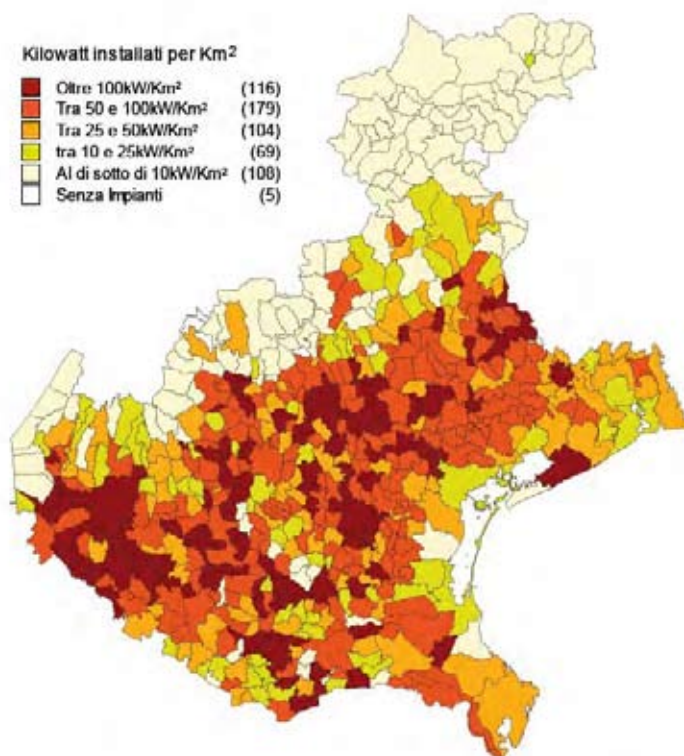 Kilowatt installati per Km²
Oltre 100kW/Km² (116)
Tra 50 e 100kW/Km² (179)
Tra 25 e 50kW/Km² (104)
tra 10 e 25kW/Km² (69)
Al di sotto di 10kW/Km² (108)
Senza Impianti (5)